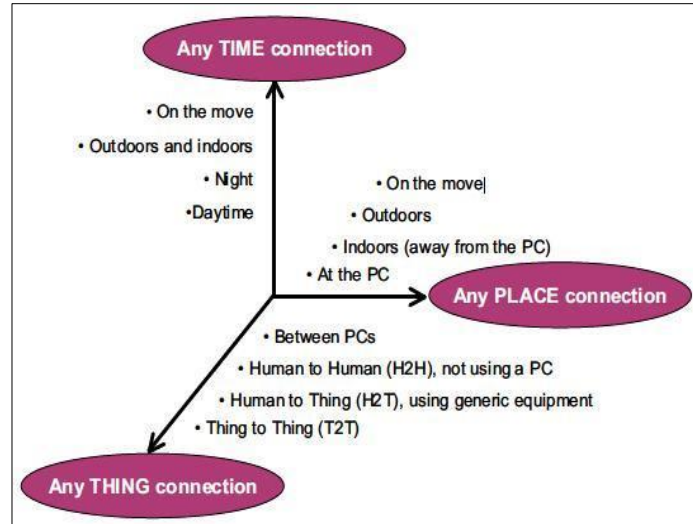 Any TIME connection
• On the move
• Outdoors and indoors
• Night
•Daytime
• On the move
• Outdoors
• Indoors (away from the PC)
• At the PC
Any PLACE connection
• Between PCs
• Human to Human (H2H), not using a PC
• Human to Thing (H2T), using generic equipment
• Thing to Thing (T2T)
Any THING connection